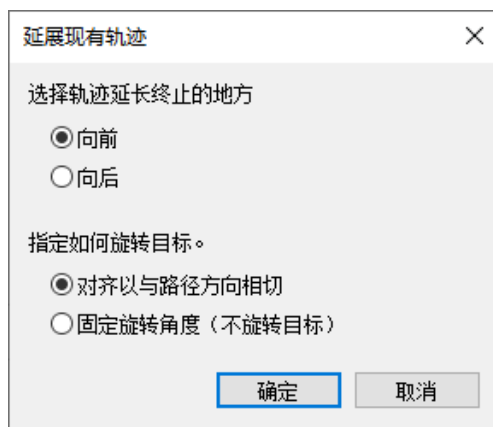 延展现有轨迹
选择轨迹延长终止的地方
向前
向后
指定如何旋转目标。
对齐以与路径方向相切
固定旋转角度（不旋转目标）
确定
取消